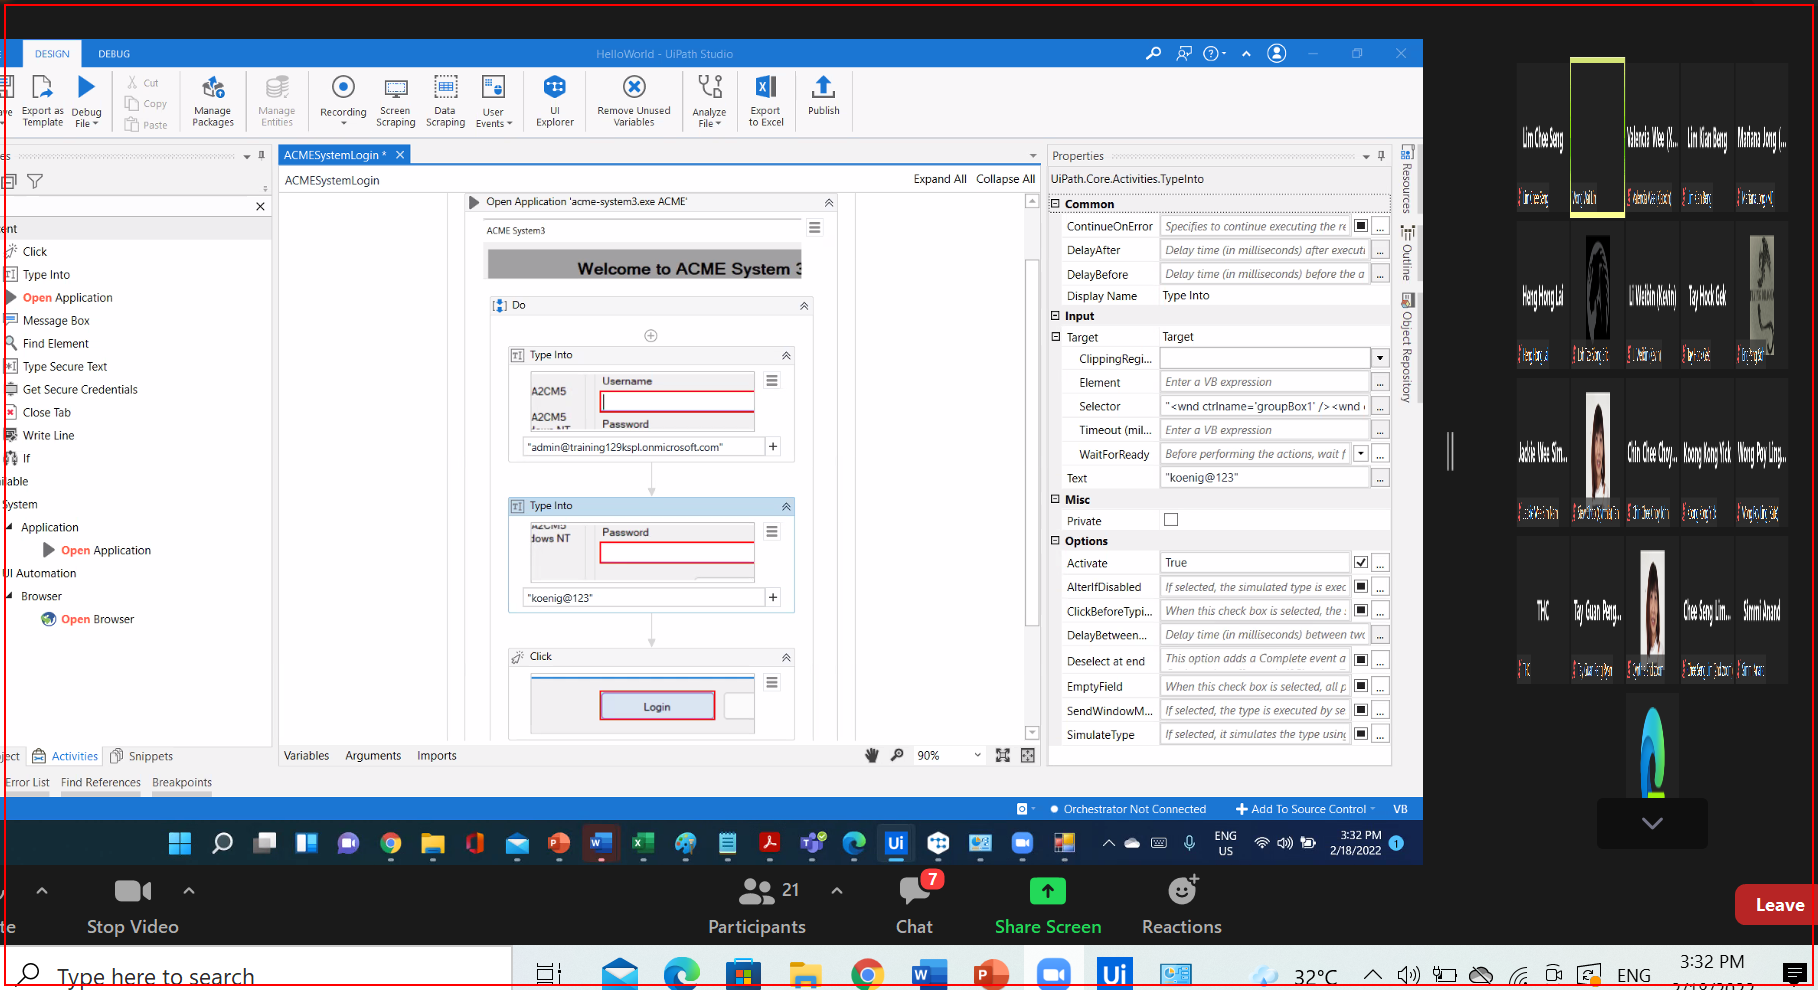 DESIGN
DEBUG
HelloWorld - UiPath Studio
Export as Template
Debug File
Cut
Copy
Paste
Manage Packages
Manage Entities
Recording
Screen Scraping
Data Scraping
User Events
UI Explorer
Remove Unused Variables
Analyze File
Export to Excel
Publish
ACMESystemLogin *
ACMESystemLogin
Expand All
Collapse All
Click
Type Into
Open Application
Message Box
Find Element
Type Secure Text
Get Secure Credentials
Close Tab
Write Line
If
System
Application
Open Application
UI Automation
Browser
Open Browser
Activities
Snippets
Error List
Find References
Breakpoints
Open Application 'acme-system3.exe ACME'
ACME System3
Welcome to ACME System 3
Do
Type Into
A2CM5
Username
A2CM5
Password
"admin@training129kspl.onmicrosoft.com"
Type Into
dows NT
Password
"koenig@123"
Click
Login
Variables
Arguments
Imports
90%
Properties
UiPath.Core.Activities.TypeInto
Common
ContinueOnError
Specifies to continue executing the re
DelayAfter
Delay time (in milliseconds) after executi
DelayBefore
Delay time (in milliseconds) before the a
Display Name
Type Into
Input
Target
Target
ClippingRegi...
Element
Enter a VB expression
Selector
"<wnd ctrlname='groupBox1' /><wnd c
Timeout (mil...
Enter a VB expression
WaitForReady
Before performing the actions, wait f
Text
"koenig@123"
Misc
Private
Options
Activate
True
AlterIfDisabled
If selected, the simulated type is exec
ClickBeforeTypi...
When this check box is selected, the :
DelayBetween...
Delay time (in milliseconds) between two
Deselect at end
This option adds a Complete event a
EmptyField
When this check box is selected, all p
SendWindowM...
If selected, the type is executed by se
SimulateType
If selected, it simulates the type using
Resources
Outline
Object Repository
Orchestrator Not Connected
Add To Source Control
VB
Ui
ENG
US
3:32 PM
2/18/2022
1
Lim Chee Seng
Valencia Wee (K...
Lim Kian Beng
Mariana Jong (...
Heng Hong Lai
Li Weibin (Kevin)
Tay Hock Gek
Jackie Wee Sim...
Chin Chee Choy...
Koong Kong Yick
Wong Poy Ling...
THC
Tay Guan Peng...
Chee Seng Lim...
Simmi Anand
Stop Video
Participants
21
Chat
7
Share Screen
Reactions
Leave
Type here to search
Ui
32°C
ENG
3:32 PM